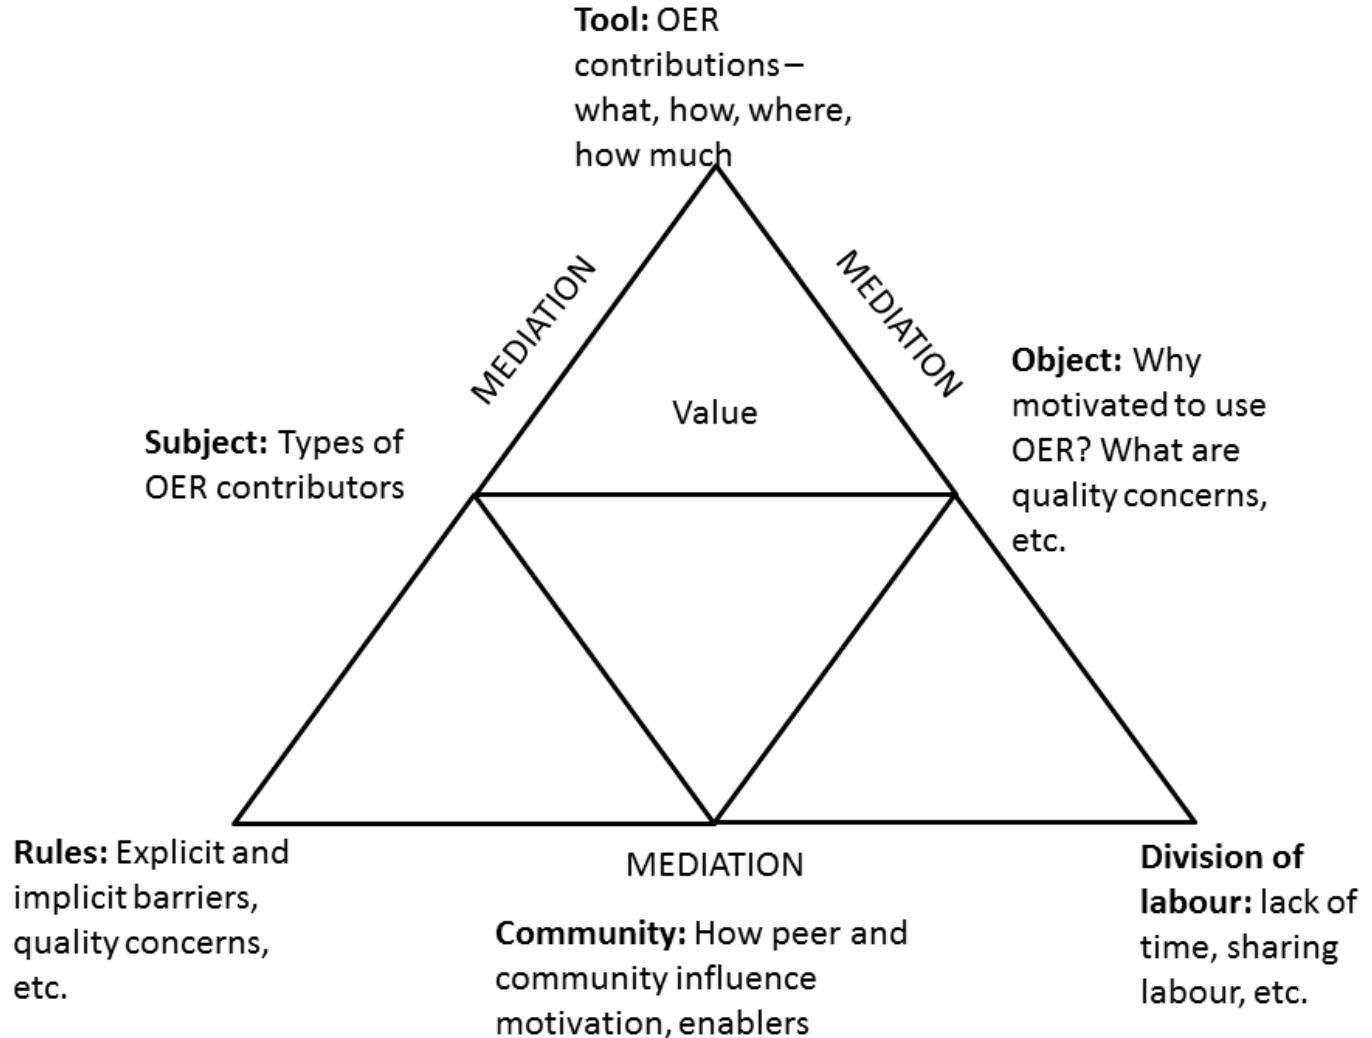 Tool: OER
contributions –
what, how, where,
how much
MEDIATION
MEDIATION
Value
Subject: Types of
OER contributors
Object: Why
motivated to use
OER? What are
quality concerns,
etc.
Rules: Explicit and
implicit barriers,
quality concerns,
etc.
MEDIATION
Community: How peer and
community influence
motivation, enablers
Division of
labour: lack of
time, sharing
labour, etc.